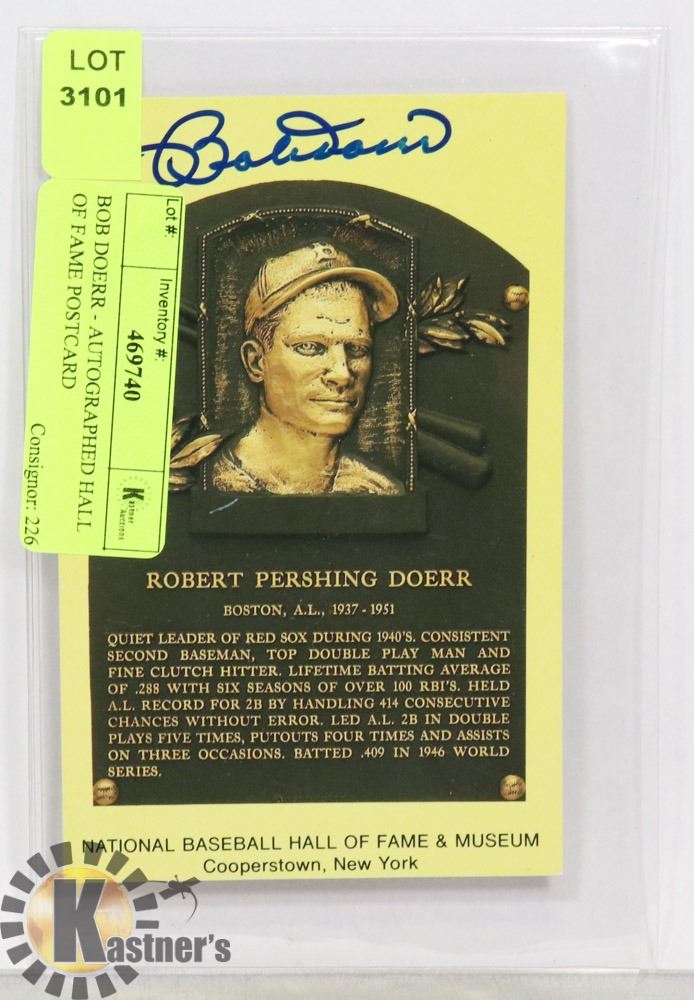 LOT
3101
Lot #:
Inventory #:
469740
Kastner
Auctions
BOB DOERR - AUTOGRAPHED HALL
OF FAME POSTCARD
Consignor: 226
Bob Doerr
B
ROBERT PERSHING DOERR
BOSTON, A.L., 1937 - 1951
QUIET LEADER OF RED SOX DURING 1940'S. CONSISTENT
SECOND BASEMAN, TOP DOUBLE PLAY MAN AND
FINE CLUTCH HITTER. LIFETIME BATTING AVERAGE
OF .288 WITH SIX SEASONS OF OVER 100 RBI'S. HELD
A.L. RECORD FOR 2B BY HANDLING 414 CONSECUTIVE
CHANCES WITHOUT ERROR. LED A.L. 2B IN DOUBLE
PLAYS FIVE TIMES, PUTOUTS FOUR TIMES AND ASSISTS
ON THREE OCCASIONS. BATTED .409 IN 1946 WORLD
SERIES.
NATIONAL BASEBALL HALL OF FAME & MUSEUM
Cooperstown, New York
Kastner's